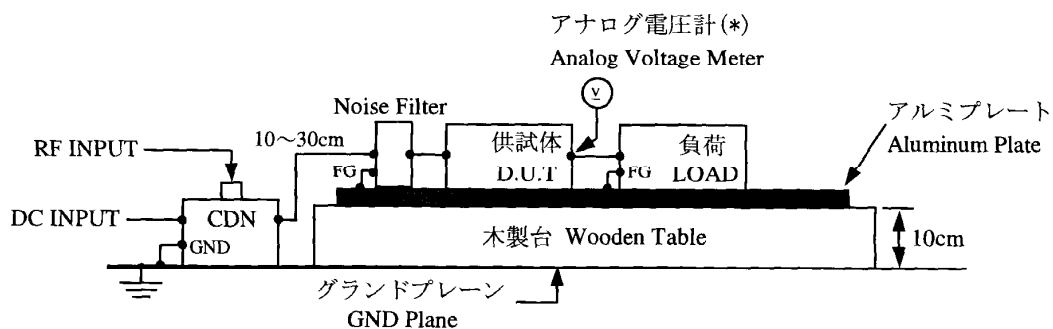 アナログ電圧計(*)
Analog Voltage Meter
V
Noise Filter
10～30cm
RF INPUT
DC INPUT
CDN
GND
FG
供試体
D.U.T
FG
負荷
LOAD
アルミプレート
Aluminum Plate
木製台 Wooden Table
10cm
グランドプレーン
GND Plane